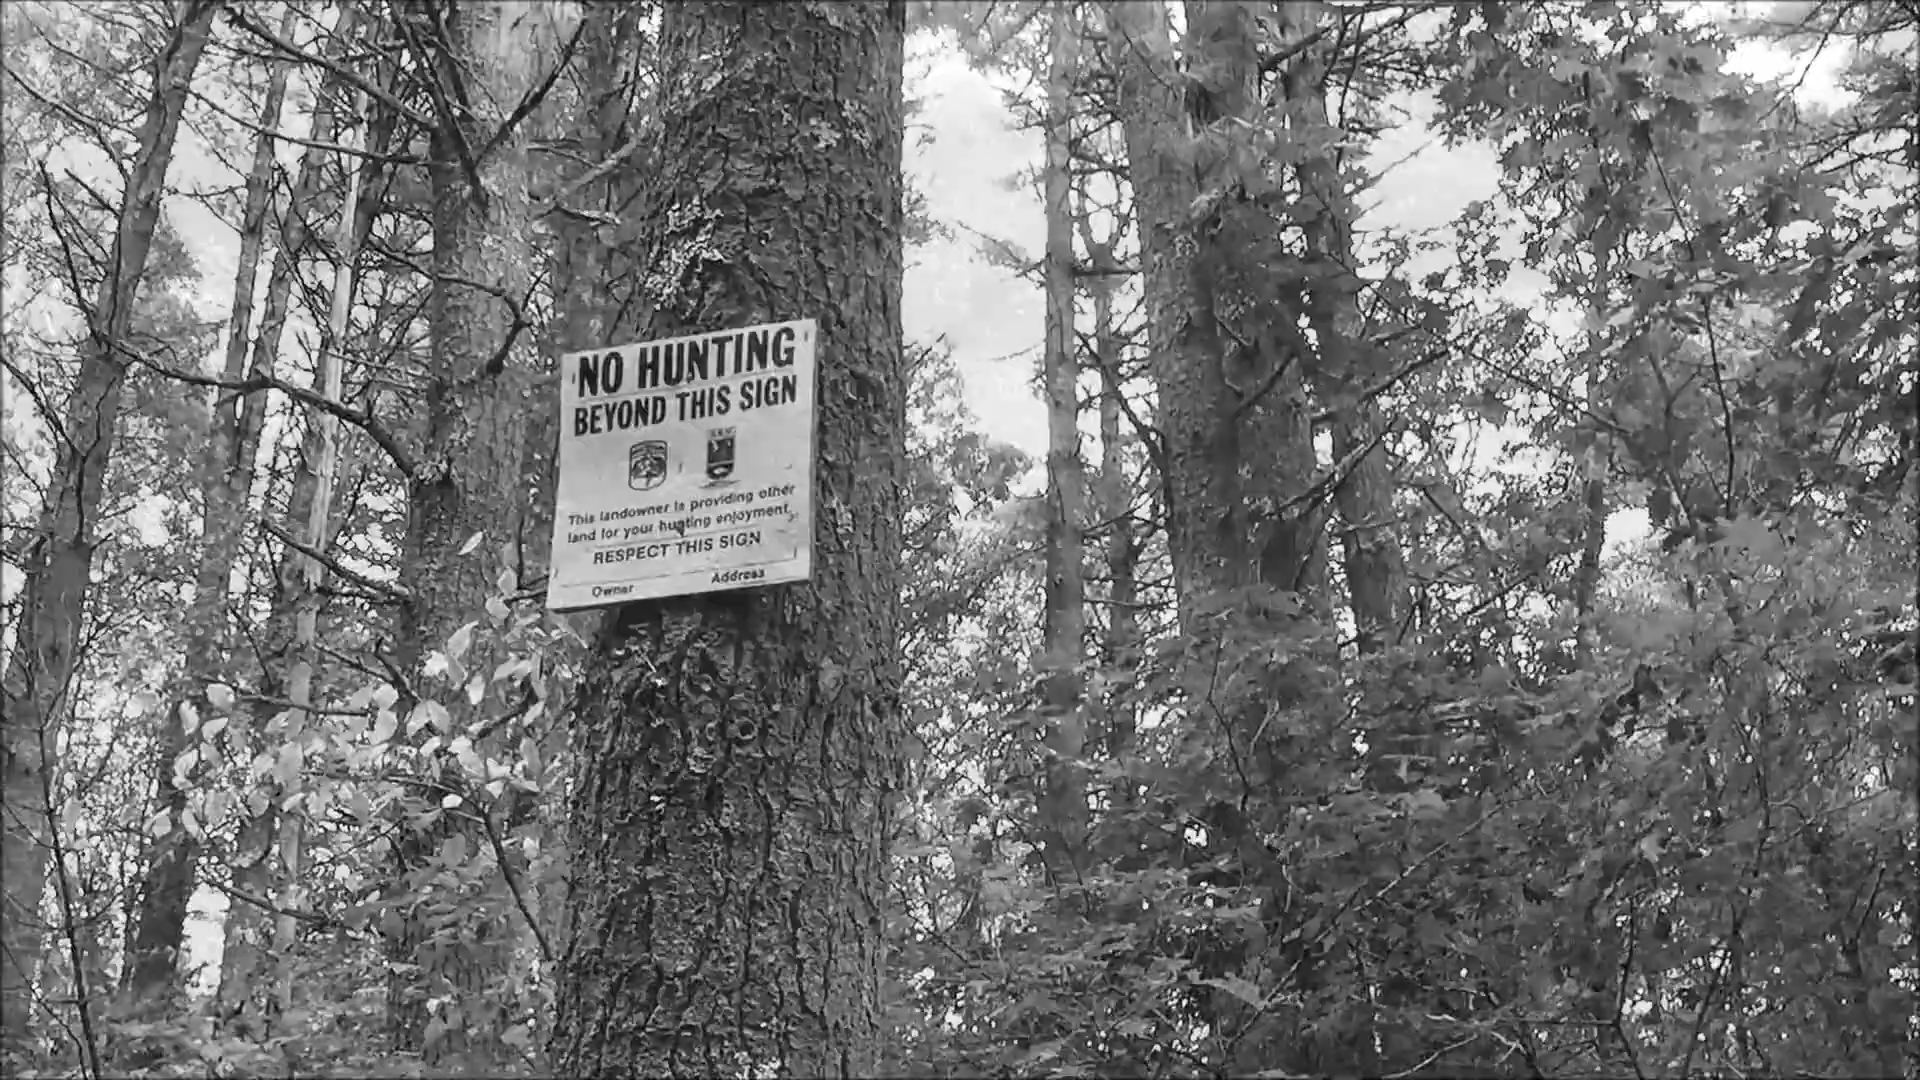 NO HUNTING
BEYOND THIS SIGN
This landowner is providing other
land for your hunting enjoyment.
RESPECT THIS SIGN
Owner Address